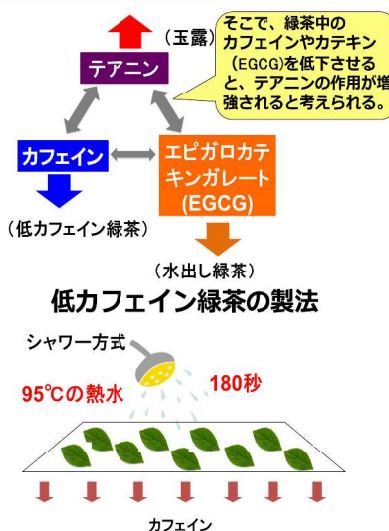 (玉露)
テアニン
そこで、緑茶中の
カフェインやカテキン
(EGCG)を低下させる
と、テアニンの作用が増
強されると考えられる。
カフェイン
エピガロカテ
キンガレート
(EGCG)
(低カフェイン緑茶)
(水出し緑茶)
低カフェイン緑茶の製法
シャワー方式
95℃の熱水
180秒
カフェイン